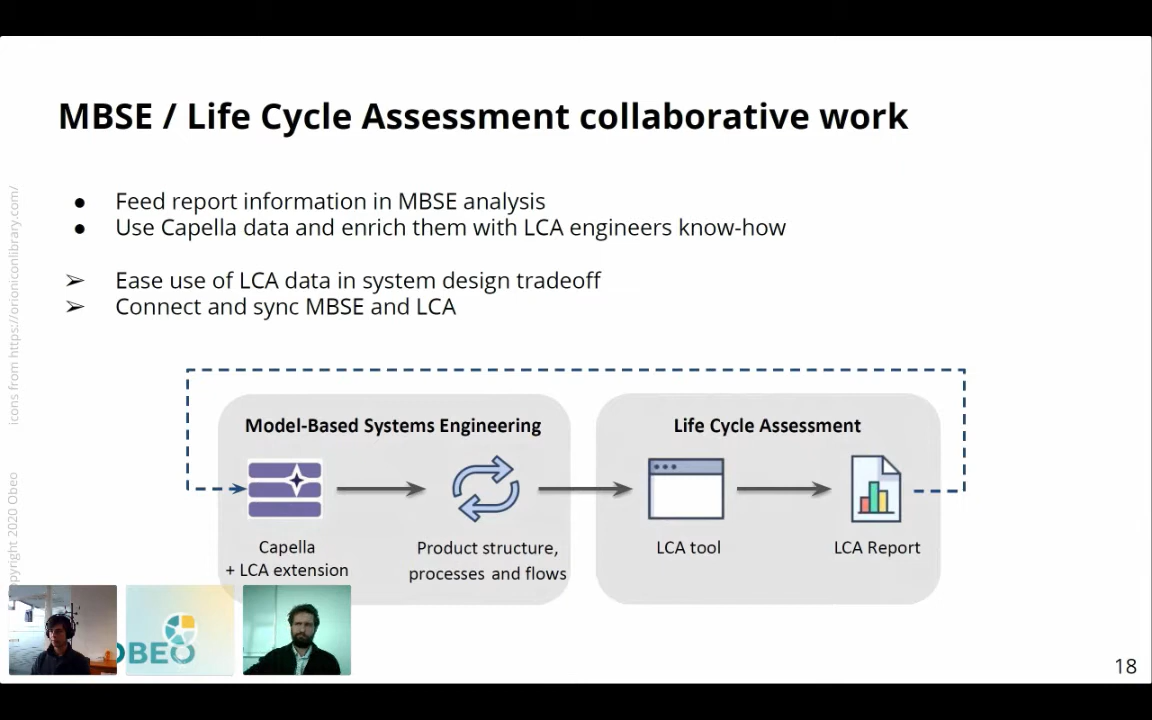 MBSE / Life Cycle Assessment collaborative work
● Feed report information in MBSE analysis
● Use Capella data and enrich them with LCA engineers know-how
➢ Ease use of LCA data in system design tradeoff
➢ Connect and sync MBSE and LCA
Model-Based Systems Engineering
Capella
+ LCA extension
Product structure,
processes and flows
Life Cycle Assessment
LCA tool
LCA Report
icons from https://orioniconlibrary.com/
opyright 2020 Obeo
OBEO
18